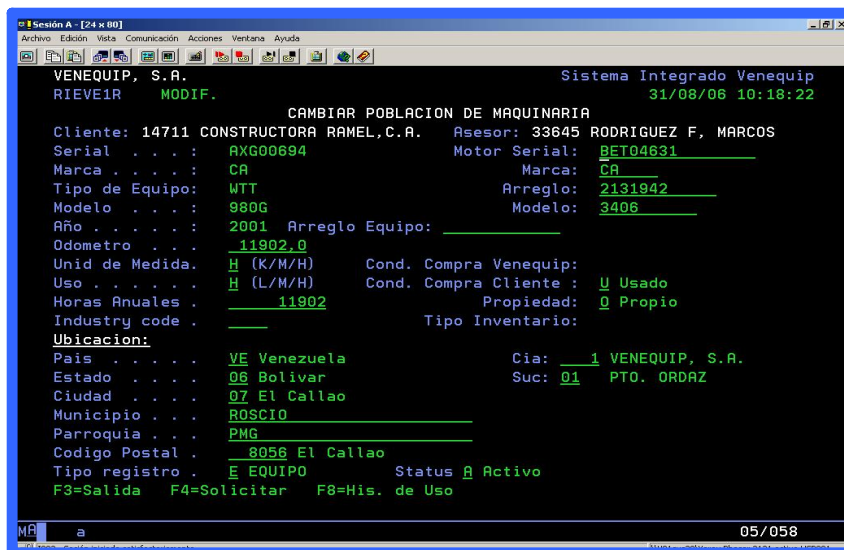 Sesión A - [24 x 80]
Archivo Edición Vista Comunicación Acciones Ventana Ayuda
VENEQUIP, S.A. Sistema Integrado Venequip
RIEVE1R MODIF. 31/08/06 10:18:22
CAMBIAR POBLACION DE MAQUINARIA
Cliente: 14711 CONSTRUCTORA RAMEL,C.A. Asesor: 33645 RODRIGUEZ F, MARCOS
Serial . . . : AXG00694 Motor Serial: BET04631
Marca . . . . : CA Marca: CA
Tipo de Equipo: WTT Arreglo: 2131942
Modelo . . . : 980G Modelo: 3406
Año . . . . . : 2001 Arreglo Equipo:
Odometro . . . 11902,0
Unid de Medida. H (K/M/H) Cond. Compra Venequip:
Uso . . . . . . H (L/M/H) Cond. Compra Cliente : U Usado
Horas Anuales . 11902 Propiedad: O Propio
Industry code . Tipo Inventario:
Ubicacion:
Pais . . . . . VE Venezuela Cia: 1 VENEQUIP, S.A.
Estado . . . . 06 Bolivar Suc: 01 PTO. ORDAZ
Ciudad . . . . 07 El Callao
Municipio . . . ROSCIO
Parroquia . . . PMG
Codigo Postal . 8056 El Callao
Tipo registro . E EQUIPO Status A Activo
F3=Salida F4=Solicitar F8=His. de Uso
MA a 05/058